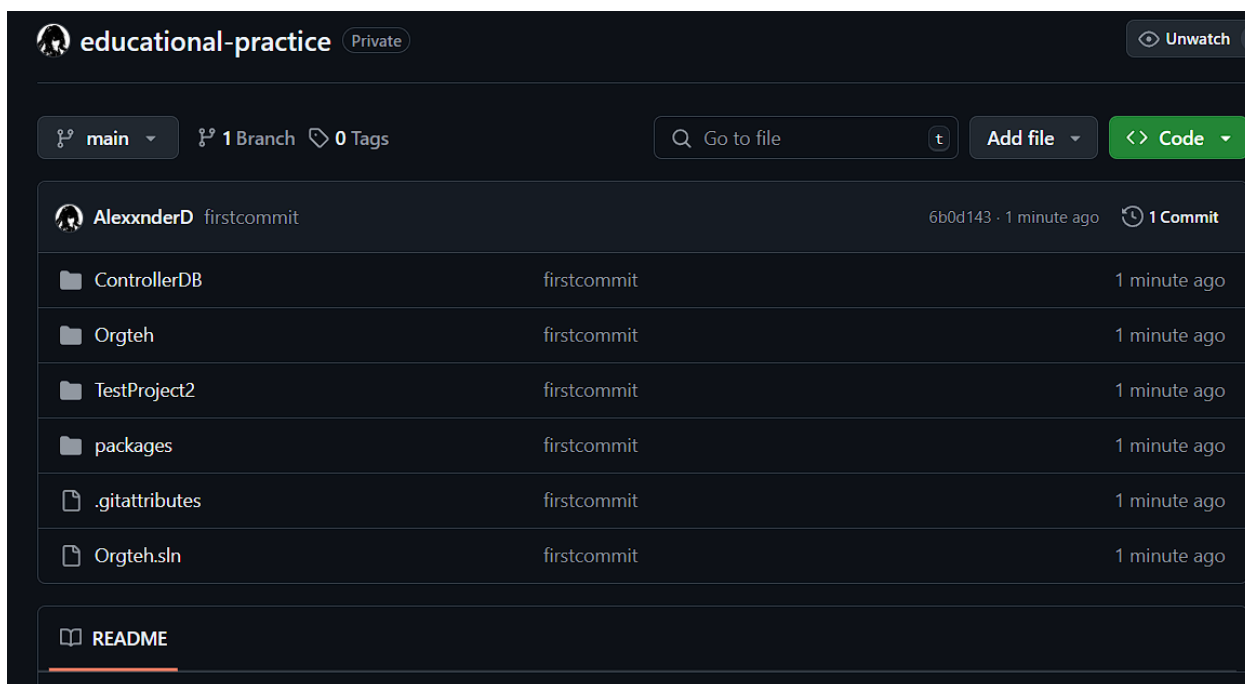 educational-practice Private Unwatch
main 1 Branch 0 Tags Go to file t Add file Code
AlexxnderD firstcommit 6b0d143 · 1 minute ago 1 Commit
ControllerDB firstcommit 1 minute ago
Orgteh firstcommit 1 minute ago
TestProject2 firstcommit 1 minute ago
packages firstcommit 1 minute ago
.gitattributes firstcommit 1 minute ago
Orgteh.sln firstcommit 1 minute ago
README